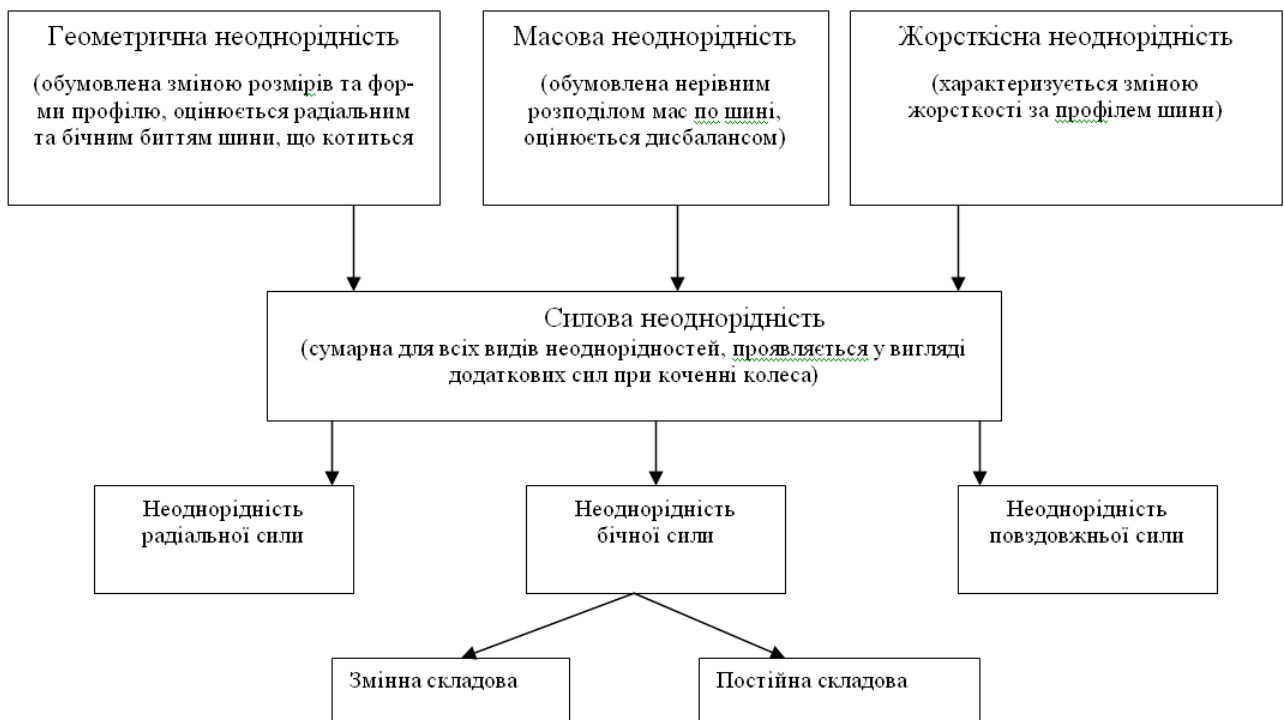 Геометрична неоднорідність
(обумовлена зміною розмірів та фор-
ми профілю, оцінюється радіальним
та бічним биттям шини, що котиться
Масова неоднорідність
(обумовлена нерівним
розподілом мас по шині,
оцінюється дисбалансом)
Жорсткісна неоднорідність
(характеризується зміною
жорсткості за профілем шини)
Силова неоднорідність
(сумарна для всіх видів неоднорідностей, проявляється у вигляді
додаткових сил при коченні колеса)
Неоднорідність
радіальної сили
Неоднорідність
бічної сили
Неоднорідність
повздовжньої сили
Змінна складова
Постійна складова